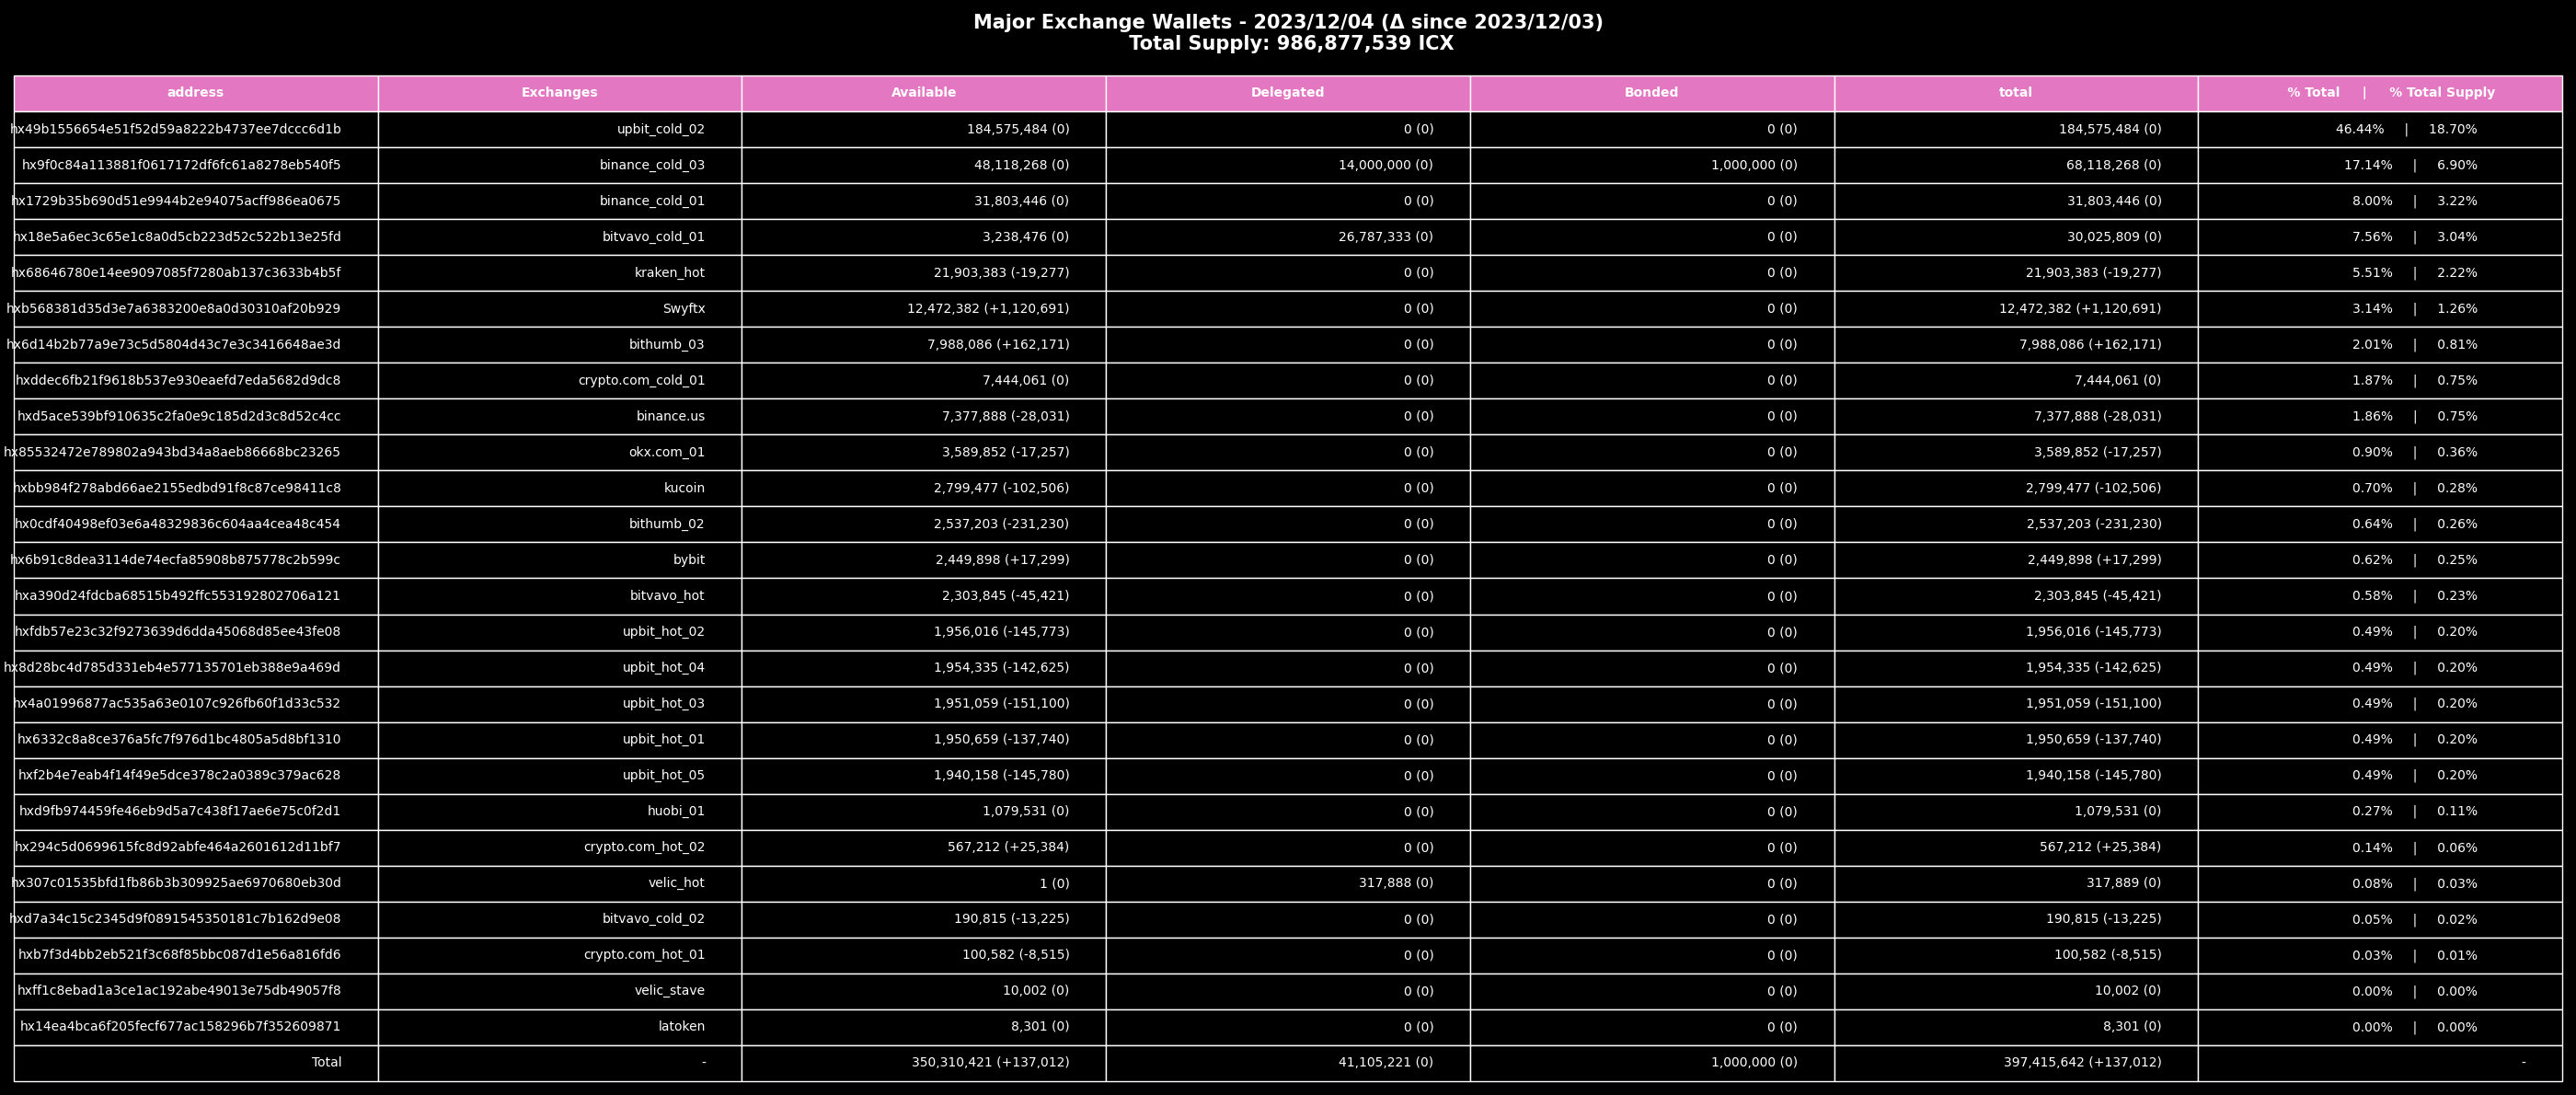 Major Exchange Wallets - 2023/12/04 (Δ since 2023/12/03)
Total Supply: 986,877,539 ICX
address Exchanges Available Delegated Bonded total % Total | % Total Supply
hx49b1556654e51f52d59a8222b4737ee7dccc6d1b upbit_cold_02 184,575,484 (0) 0 (0) 0 (0) 184,575,484 (0) 46.44% | 18.70%
hx9f0c84a113881f0617172df6fc61a8278eb540f5 binance_cold_03 48,118,268 (0) 14,000,000 (0) 1,000,000 (0) 68,118,268 (0) 17.14% | 6.90%
hx1729b35b690d51e9944b2e94075acff986ea0675 binance_cold_01 31,803,446 (0) 0 (0) 0 (0) 31,803,446 (0) 8.00% | 3.22%
hx18e5a6ec3c65e1c8a0d5cb223d52c522b13e25fd bitvavo_cold_01 3,238,476 (0) 26,787,333 (0) 0 (0) 30,025,809 (0) 7.56% | 3.04%
hx68646780e14ee9097085f7280ab137c3633b4b5f kraken_hot 21,903,383 (-19,277) 0 (0) 0 (0) 21,903,383 (-19,277) 5.51% | 2.22%
hxb568381d35d3e7a6383200e8a0d30310af20b929 Swyftx 12,472,382 (+1,120,691) 0 (0) 0 (0) 12,472,382 (+1,120,691) 3.14% | 1.26%
hx6d14b2b77a9e73c5d5804d43c7e3c3416648ae3d bithumb_03 7,988,086 (+162,171) 0 (0) 0 (0) 7,988,086 (+162,171) 2.01% | 0.81%
hxddec6fb21f9618b537e930eaefd7eda5682d9dc8 crypto.com_cold_01 7,444,061 (0) 0 (0) 0 (0) 7,444,061 (0) 1.87% | 0.75%
hxd5ace539bf910635c2fa0e9c185d2d3c8d52c4cc binance.us 7,377,888 (-28,031) 0 (0) 0 (0) 7,377,888 (-28,031) 1.86% | 0.75%
hx85532472e789802a943bd34a8aeb86668bc23265 okx.com_01 3,589,852 (-17,257) 0 (0) 0 (0) 3,589,852 (-17,257) 0.90% | 0.36%
hxbb984f278abd66ae2155edbd91f8c87ce98411c8 kucoin 2,799,477 (-102,506) 0 (0) 0 (0) 2,799,477 (-102,506) 0.70% | 0.28%
hx0cdf40498ef03e6a48329836c604aa4cea48c454 bithumb_02 2,537,203 (-231,230) 0 (0) 0 (0) 2,537,203 (-231,230) 0.64% | 0.26%
hx6b91c8dea3114de74ecfa85908b875778c2b599c bybit 2,449,898 (+17,299) 0 (0) 0 (0) 2,449,898 (+17,299) 0.62% | 0.25%
hxa390d24fdcba68515b492ffc553192802706a121 bitvavo_hot 2,303,845 (-45,421) 0 (0) 0 (0) 2,303,845 (-45,421) 0.58% | 0.23%
hxfdb57e23c32f9273639d6dda45068d85ee43fe08 upbit_hot_02 1,956,016 (-145,773) 0 (0) 0 (0) 1,956,016 (-145,773) 0.49% | 0.20%
hx8d28bc4d785d331eb4e577135701eb388e9a469d upbit_hot_04 1,954,335 (-142,625) 0 (0) 0 (0) 1,954,335 (-142,625) 0.49% | 0.20%
hx4a01996877ac535a63e0107c926fb60f1d33c532 upbit_hot_03 1,951,059 (-151,100) 0 (0) 0 (0) 1,951,059 (-151,100) 0.49% | 0.20%
hx6332c8a8ce376a5fc7f976d1bc4805a5d8bf1310 upbit_hot_01 1,950,659 (-137,740) 0 (0) 0 (0) 1,950,659 (-137,740) 0.49% | 0.20%
hxf2b4e7eab4f14f49e5dce378c2a0389c379ac628 upbit_hot_05 1,940,158 (-145,780) 0 (0) 0 (0) 1,940,158 (-145,780) 0.49% | 0.20%
hxd9fb974459fe46eb9d5a7c438f17ae6e75c0f2d1 huobi_01 1,079,531 (0) 0 (0) 0 (0) 1,079,531 (0) 0.27% | 0.11%
hx294c5d0699615fc8d92abfe464a2601612d11bf7 crypto.com_hot_02 567,212 (+25,384) 0 (0) 0 (0) 567,212 (+25,384) 0.14% | 0.06%
hx307c01535bfd1fb86b3b309925ae6970680eb30d velic_hot 1 (0) 317,888 (0) 0 (0) 317,889 (0) 0.08% | 0.03%
hxd7a34c15c2345d9f0891545350181c7b162d9e08 bitvavo_cold_02 190,815 (-13,225) 0 (0) 0 (0) 190,815 (-13,225) 0.05% | 0.02%
hxb7f3d4bb2eb521f3c68f85bbc087d1e56a816fd6 crypto.com_hot_01 100,582 (-8,515) 0 (0) 0 (0) 100,582 (-8,515) 0.03% | 0.01%
hxff1c8ebad1a3ce1ac192abe49013e75db49057f8 velic_stave 10,002 (0) 0 (0) 0 (0) 10,002 (0) 0.00% | 0.00%
hx14ea4bca6f205fecf677ac158296b7f352609871 latoken 8,301 (0) 0 (0) 0 (0) 8,301 (0) 0.00% | 0.00%
Total - 350,310,421 (+137,012) 41,105,221 (0) 1,000,000 (0) 397,415,642 (+137,012) -